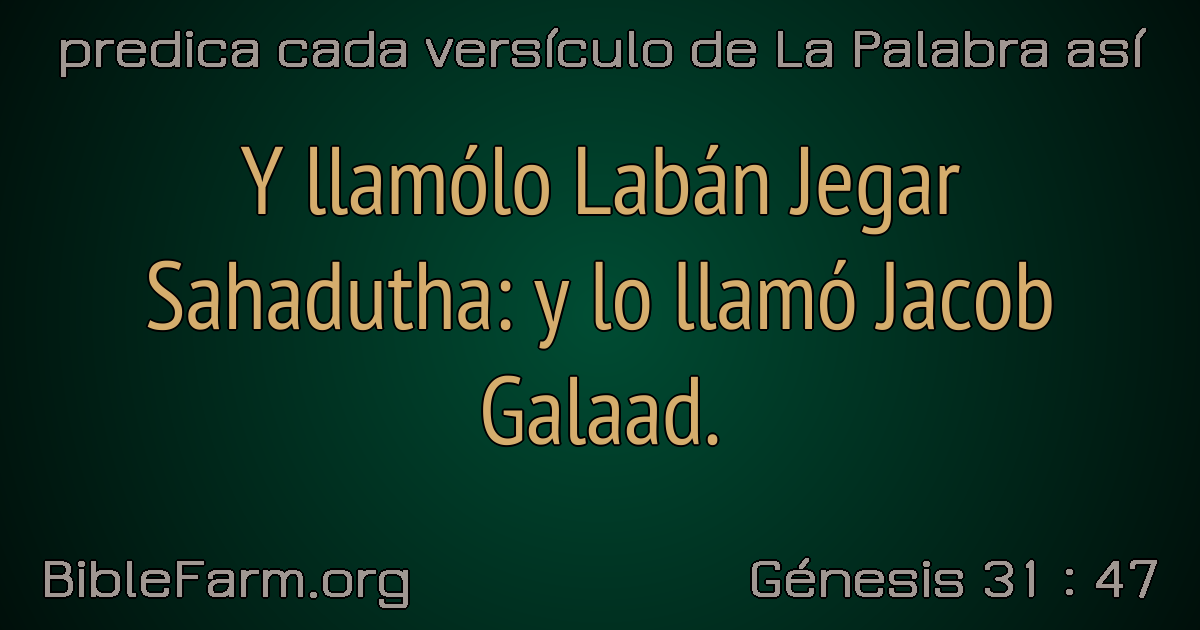 predica cada versículo de La Palabra así
Y llamólo Labán Jegar
Sahadutha: y lo llamó Jacob
Galaad.
BibleFarm.org
Génesis 31 : 47